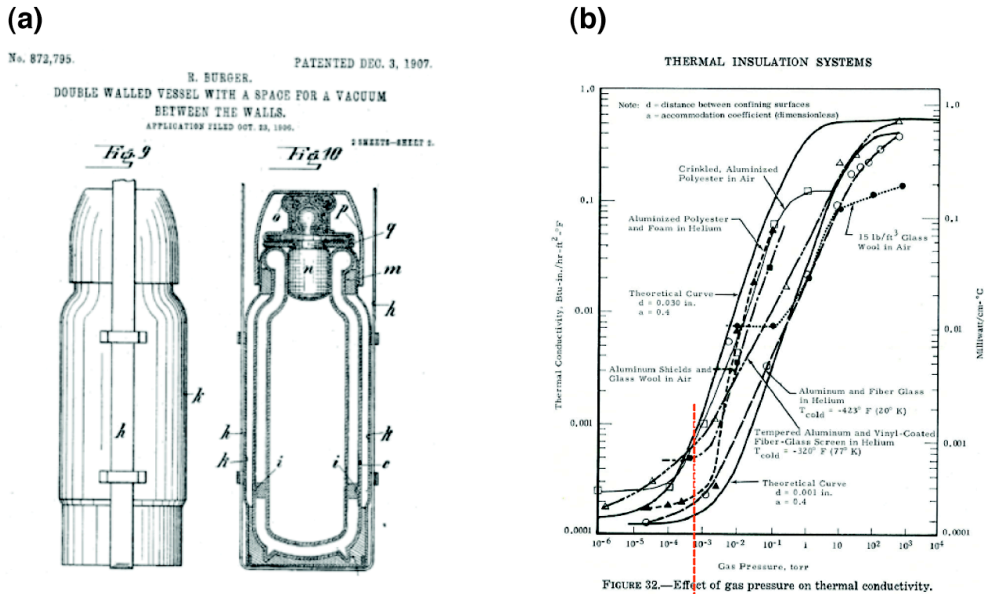 (a)
No. 872,795.
PATENTED DEC. 3, 1907.
R. BURGER.
DOUBLE WALLED VESSEL WITH A SPACE FOR A VACUUM
BETWEEN THE WALLS.
APPLICATION FILED OCT. 23, 1906.
2 SHEETS—SHEET 2.
Fig. 9
Fig. 10
o
p
q
n
m
h
k
h
h
k
k
c
i
i
(b)
THERMAL INSULATION SYSTEMS
Note: d = distance between confining surfaces
a = accommodation coefficient (dimensionless)
Thermal Conductivity, Btu-in./hr-ft²-°F
1.0
0.1
0.01
0.001
0.0001
Crinkled, Aluminized
Polyester in Air
Aluminized Polyester
and Foam in Helium
15 lb/ft³ Glass
Wool in Air
Theoretical Curve
d = 0.030 in.
a = 0.4
Aluminum Shields and
Glass Wool in Air
Aluminum and Fiber Glass
in Helium
Tcold = -423° F (20° K)
Tempered Aluminum and Vinyl-Coated
Fiber-Glass Screen in Helium
Tcold = -320° F (77° K)
Theoretical Curve
d = 0.001 in.
a = 0.4
1.0
0.1
0.01
0.001
0.0001
Milliwatt/cm-°C
10⁻⁶ 10⁻⁵ 10⁻⁴ 10⁻³ 10⁻² 10⁻¹ 1 10 10² 10³ 10⁴
Gas Pressure, torr
FIGURE 32.—Effect of gas pressure on thermal conductivity.